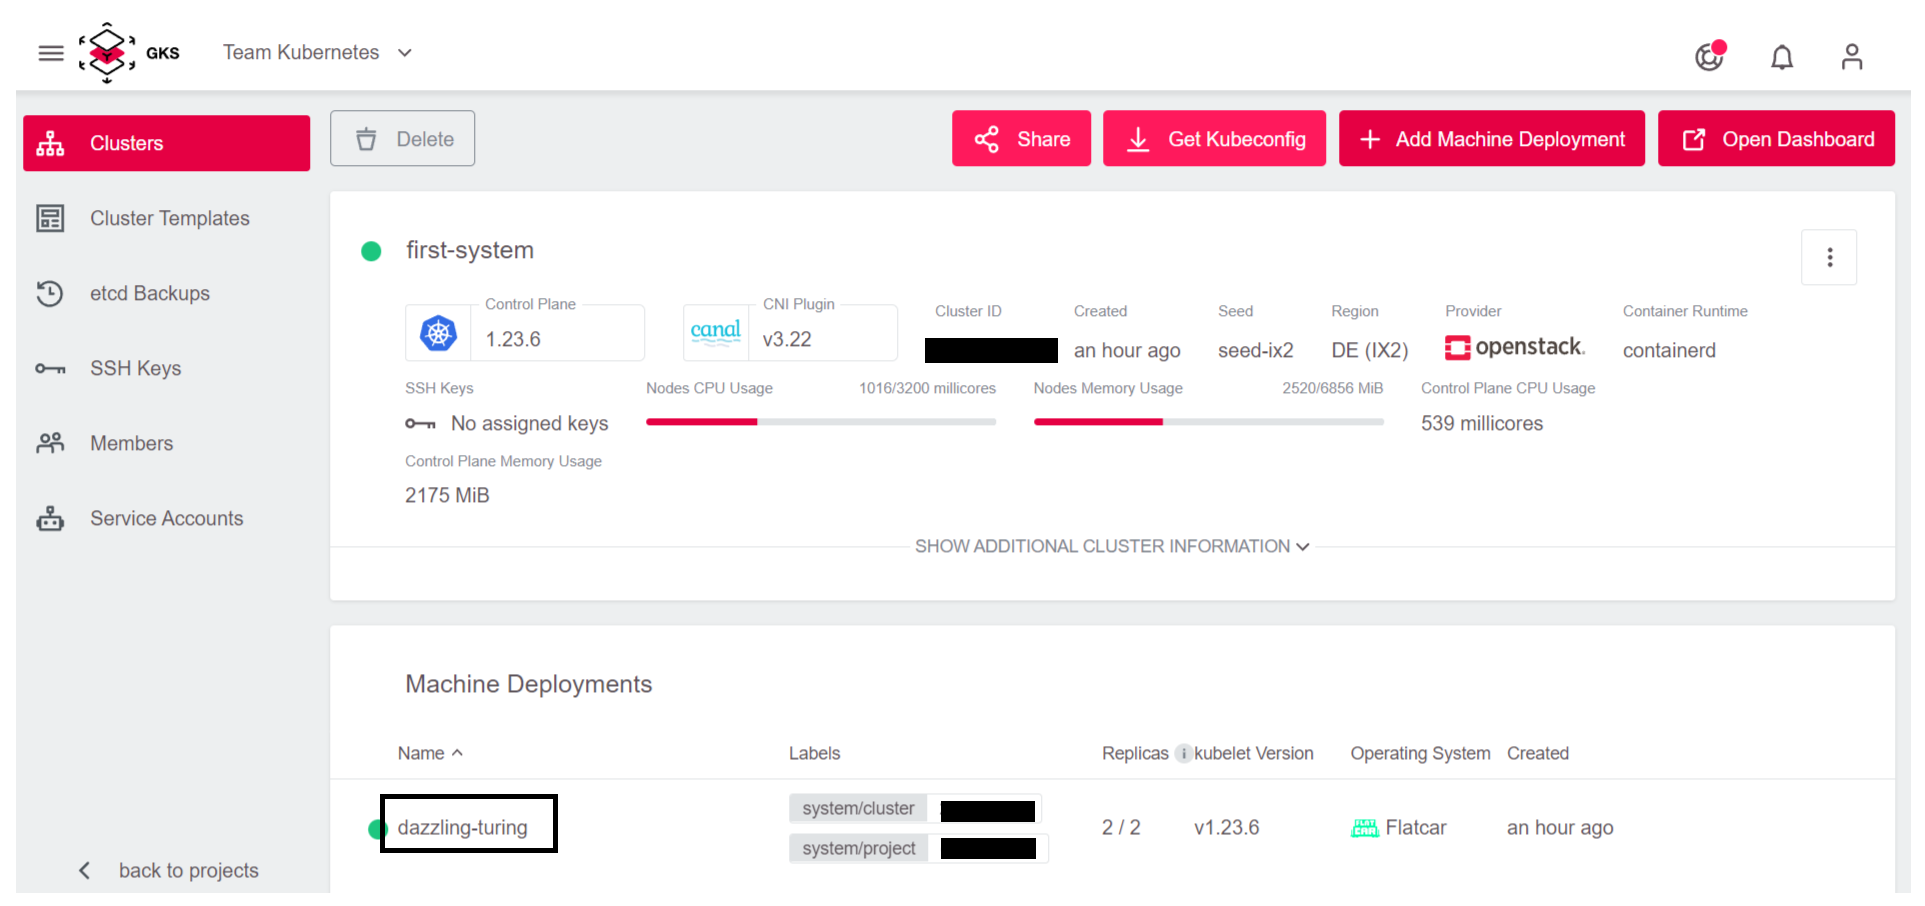 GKS
Team Kubernetes
Clusters
Cluster Templates
etcd Backups
SSH Keys
Members
Service Accounts
back to projects
Delete
Share
Get Kubeconfig
Add Machine Deployment
Open Dashboard
first-system
Control Plane
1.23.6
canal
CNI Plugin
v3.22
Cluster ID
Created
an hour ago
Seed
seed-ix2
Region
DE (IX2)
Provider
openstack.
Container Runtime
containerd
SSH Keys
No assigned keys
Nodes CPU Usage
1016/3200 millicores
Nodes Memory Usage
2520/6856 MiB
Control Plane CPU Usage
539 millicores
Control Plane Memory Usage
2175 MiB
SHOW ADDITIONAL CLUSTER INFORMATION
Machine Deployments
Name Labels Replicas i kubelet Version Operating System Created
dazzling-turing
system/cluster
system/project
2 / 2
v1.23.6
FLAT
CAR
Flatcar
an hour ago